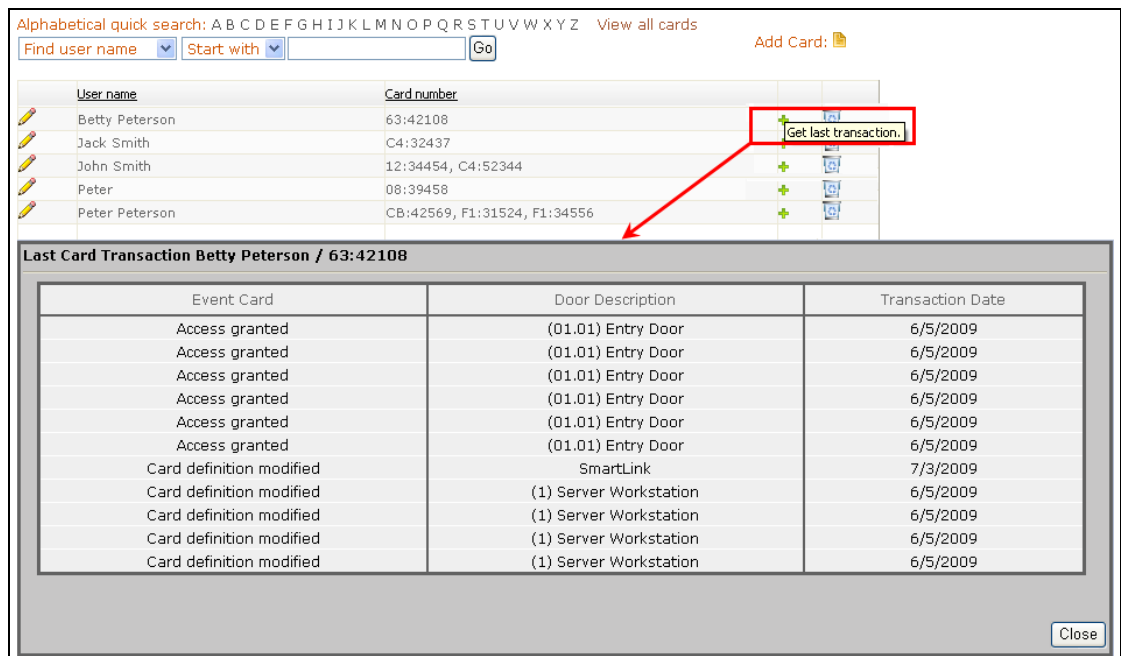 Alphabetical quick search: A B C D E F G H I J K L M N O P Q R S T U V W X Y Z View all cards
Find user name Start with Go Add Card:
User name Card number
Betty Peterson 63:42108
Get last transaction.
Jack Smith C4:32437
John Smith 12:34454, C4:52344
Peter 08:39458
Peter Peterson CB:42569, F1:31524, F1:34556
Last Card Transaction Betty Peterson / 63:42108
Event Card Door Description Transaction Date
Access granted (01.01) Entry Door 6/5/2009
Access granted (01.01) Entry Door 6/5/2009
Access granted (01.01) Entry Door 6/5/2009
Access granted (01.01) Entry Door 6/5/2009
Access granted (01.01) Entry Door 6/5/2009
Access granted (01.01) Entry Door 6/5/2009
Card definition modified SmartLink 7/3/2009
Card definition modified (1) Server Workstation 6/5/2009
Card definition modified (1) Server Workstation 6/5/2009
Card definition modified (1) Server Workstation 6/5/2009
Card definition modified (1) Server Workstation 6/5/2009
Close